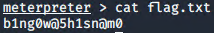 meterpreter > cat flag.txt
b1ng0w@5h1sn@m0